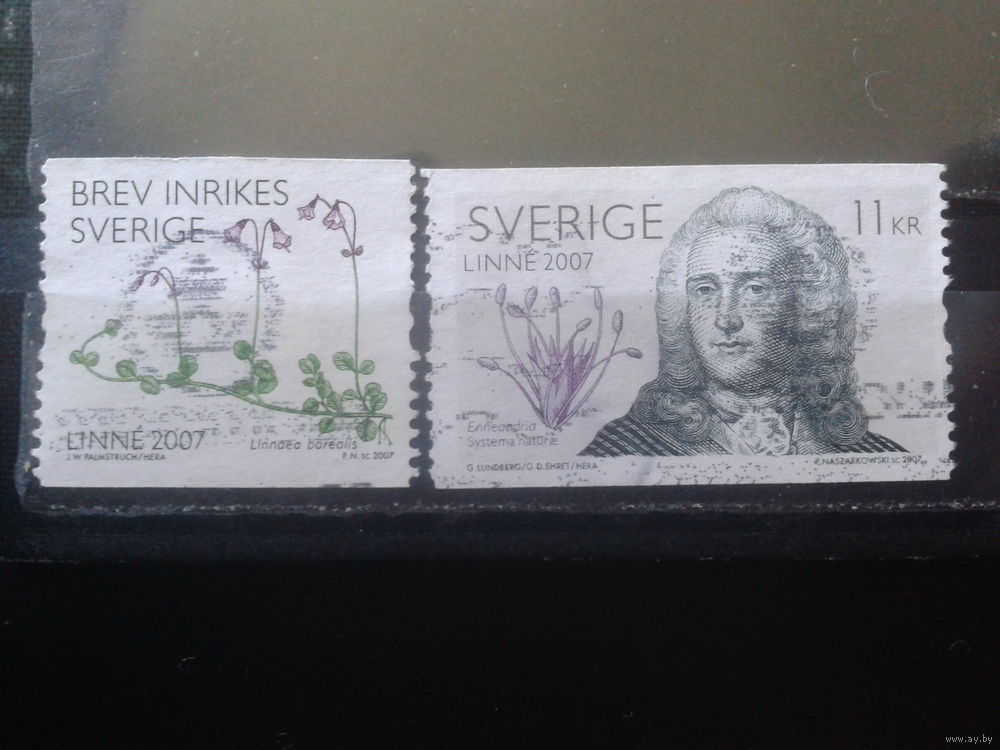 BREV INRIKES
SVERIGE
LINNÉ 2007
J.W PALMSTRUCH/HERA
Linnaea borealis
P.N. SC 2007
SVERIGE
LINNÉ 2007
11 KR
Enneandria
Systema naturæ
G. LUNDBERG/G.D. EHRET/HERA
P. NASZARKOWSKI SC 2007
www.ay.by